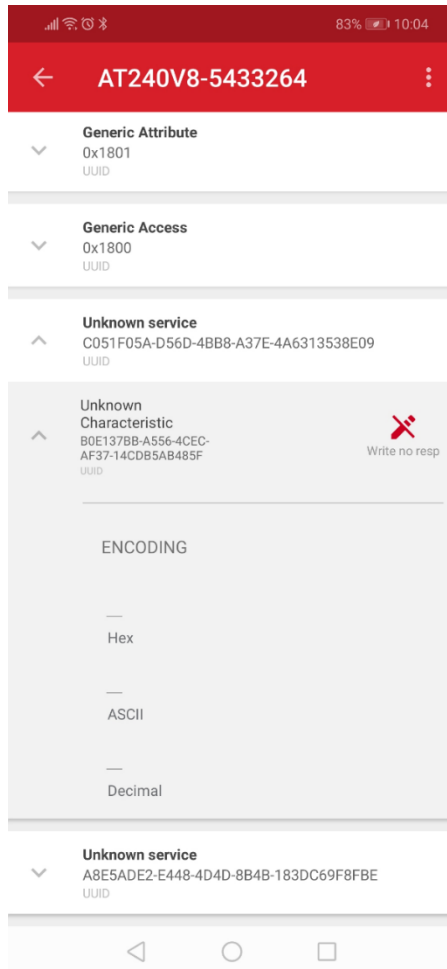 83% 10:04
AT240V8-5433264
Generic Attribute
0x1801
UUID
Generic Access
0x1800
UUID
Unknown service
C051F05A-D56D-4BB8-A37E-4A6313538E09
UUID
Unknown
Characteristic
B0E137BB-A556-4CEC-
AF37-14CDB5AB485F
UUID
Write no resp
ENCODING
—
Hex
—
ASCII
—
Decimal
Unknown service
A8E5ADE2-E448-4D4D-8B4B-183DC69F8FBE
UUID